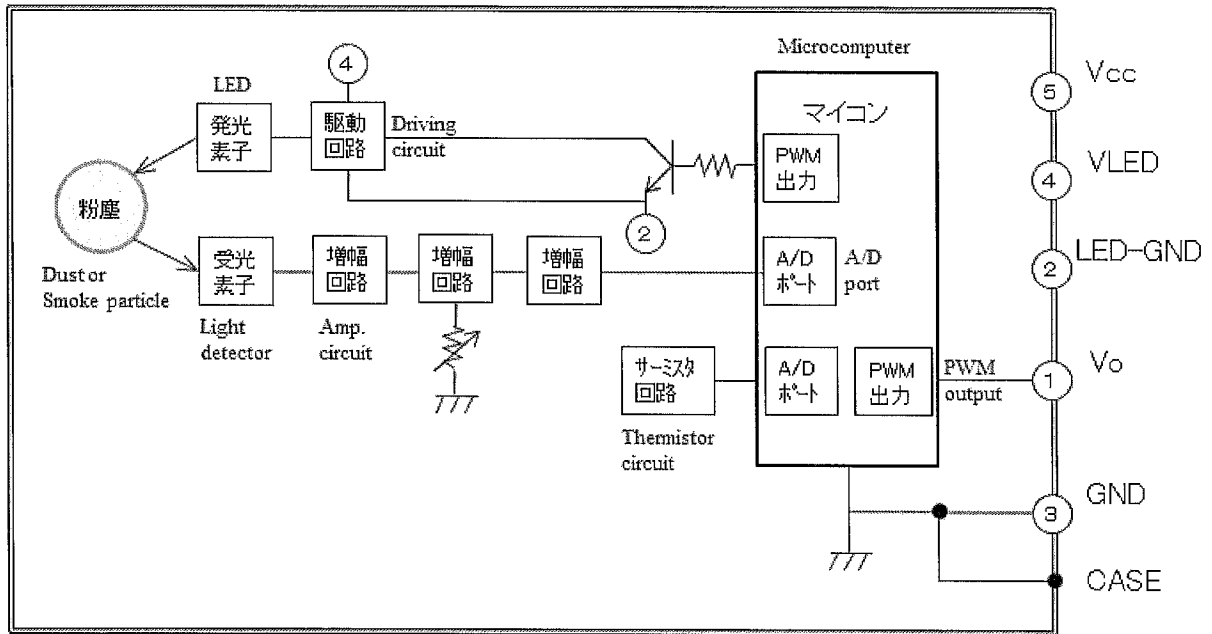 Microcomputer
マイコン
④
LED
発光
素子
駆動
回路
Driving
circuit
PWM
出力
②
粉塵
Dust or
Smoke particle
受光
素子
Light
detector
増幅
回路
Amp.
circuit
増幅
回路
増幅
回路
A/D
ポート
A/D
port
サーミスタ
回路
Thermistor
circuit
A/D
ポート
PWM
出力
PWM
output
⑤
Vcc
④
VLED
②
LED-GND
①
Vo
③
GND
CASE